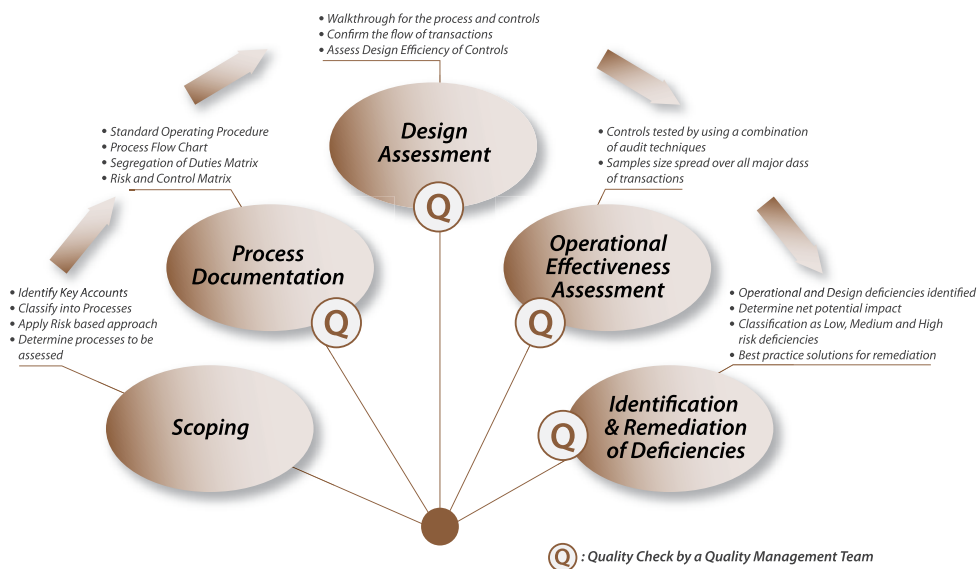 • Walkthrough for the process and controls
• Confirm the flow of transactions
• Assess Design Efficiency of Controls
Design
Assessment
Q
• Standard Operating Procedure
• Process Flow Chart
• Segregation of Duties Matrix
• Risk and Control Matrix
Process
Documentation
Q
• Controls tested by using a combination
of audit techniques
• Samples size spread over all major dass
of transactions
Operational
Effectiveness
Assessment
Q
• Identify Key Accounts
• Classify into Processes
• Apply Risk based approach
• Determine processes to be
assessed
Scoping
• Operational and Design deficiencies identified
• Determine net potential impact
• Classification as Low, Medium and High
risk deficiencies
• Best practice solutions for remediation
Identification
& Remediation
of Deficiencies
Q
Q : Quality Check by a Quality Management Team